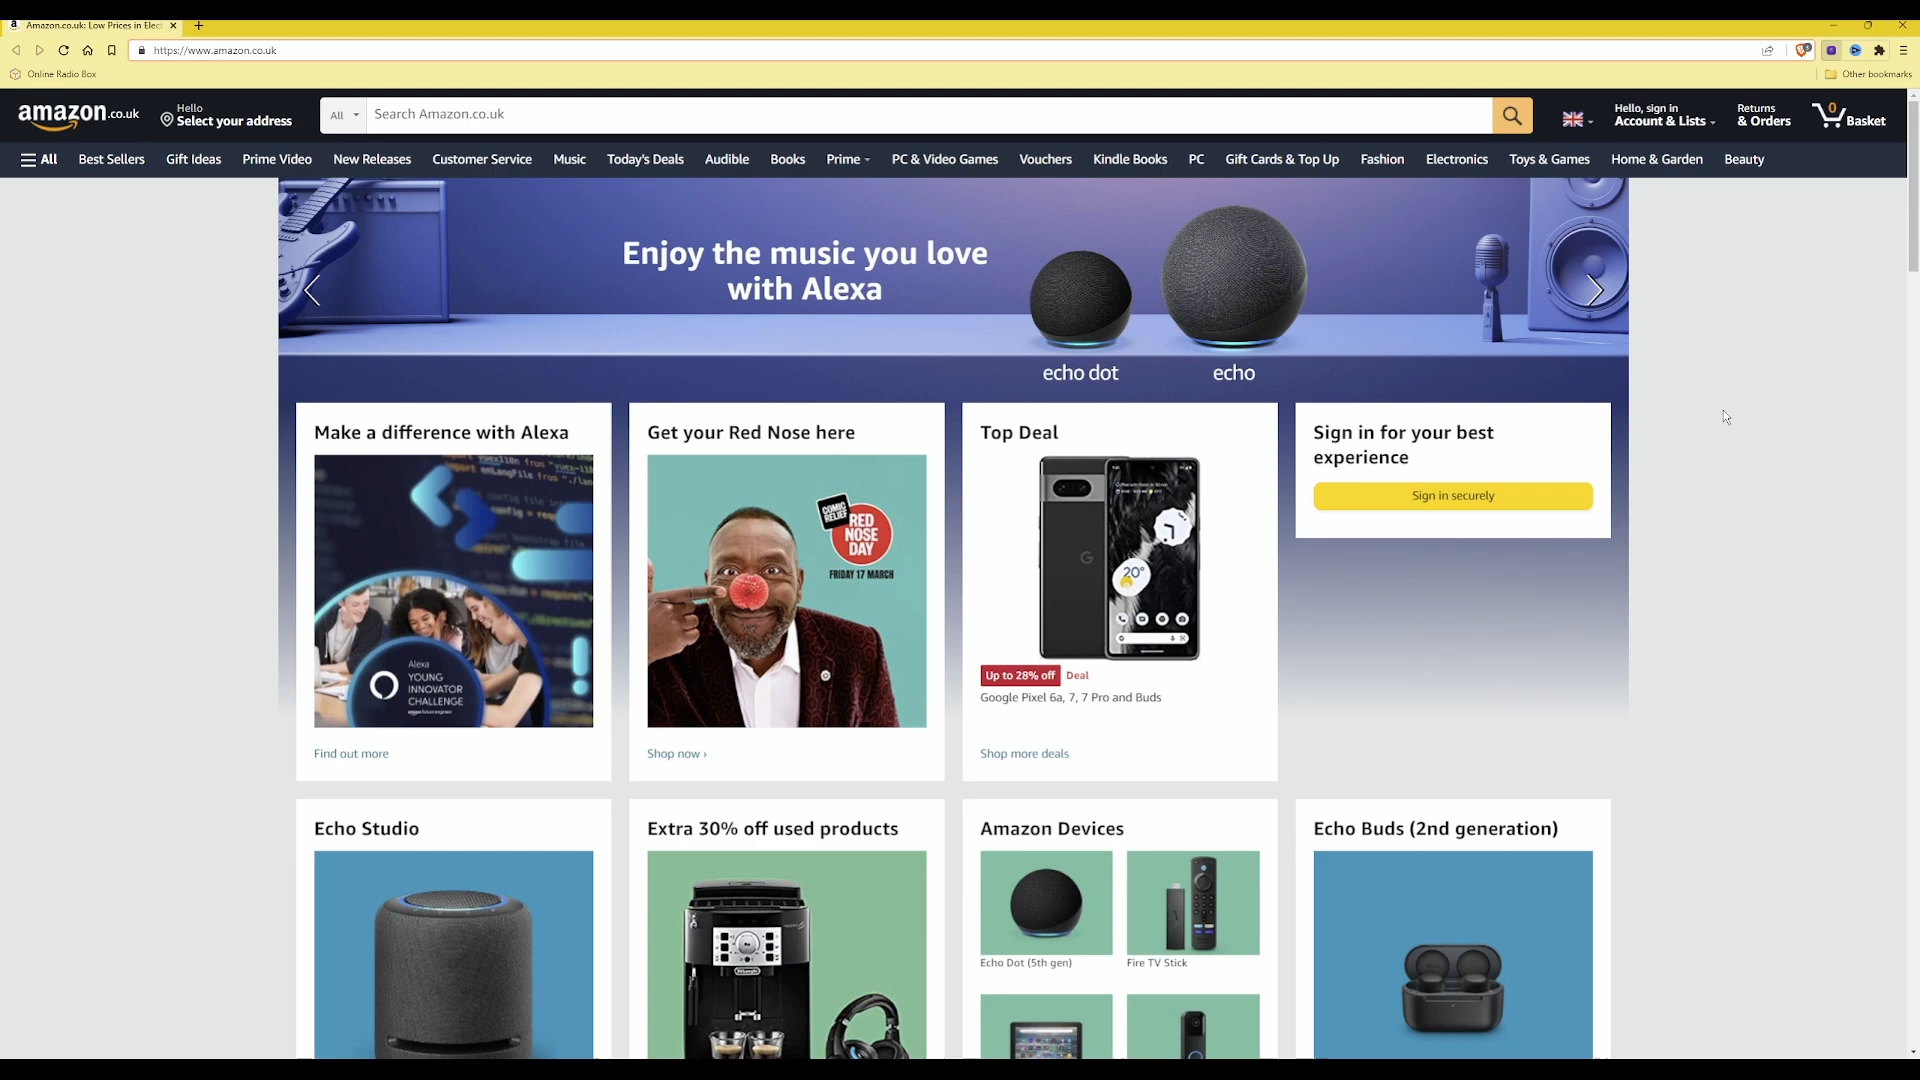 Amazon.co.uk: Low Prices in Elect
https://www.amazon.co.uk
Online Radio Box
Other bookmarks
amazon.co.uk
Hello
Select your address
All
Search Amazon.co.uk
Hello, sign in
Account & Lists
Returns
& Orders
0
Basket
All Best Sellers Gift Ideas Prime Video New Releases Customer Service Music Today's Deals Audible Books Prime PC & Video Games Vouchers Kindle Books PC Gift Cards & Top Up Fashion Electronics Toys & Games Home & Garden Beauty
Enjoy the music you love
with Alexa
echo dot
echo
Make a difference with Alexa
Alexa
YOUNG
INNOVATOR
CHALLENGE
Find out more
Get your Red Nose here
COMIC
RELIEF
RED
NOSE
DAY
FRIDAY 17 MARCH
Shop now ›
Top Deal
20°
G
Up to 28% off Deal
Google Pixel 6a, 7, 7 Pro and Buds
Shop more deals
Sign in for your best
experience
Sign in securely
Echo Studio
Extra 30% off used products
DeLonghi
Amazon Devices
Echo Dot (5th gen)
Fire TV Stick
Echo Buds (2nd generation)